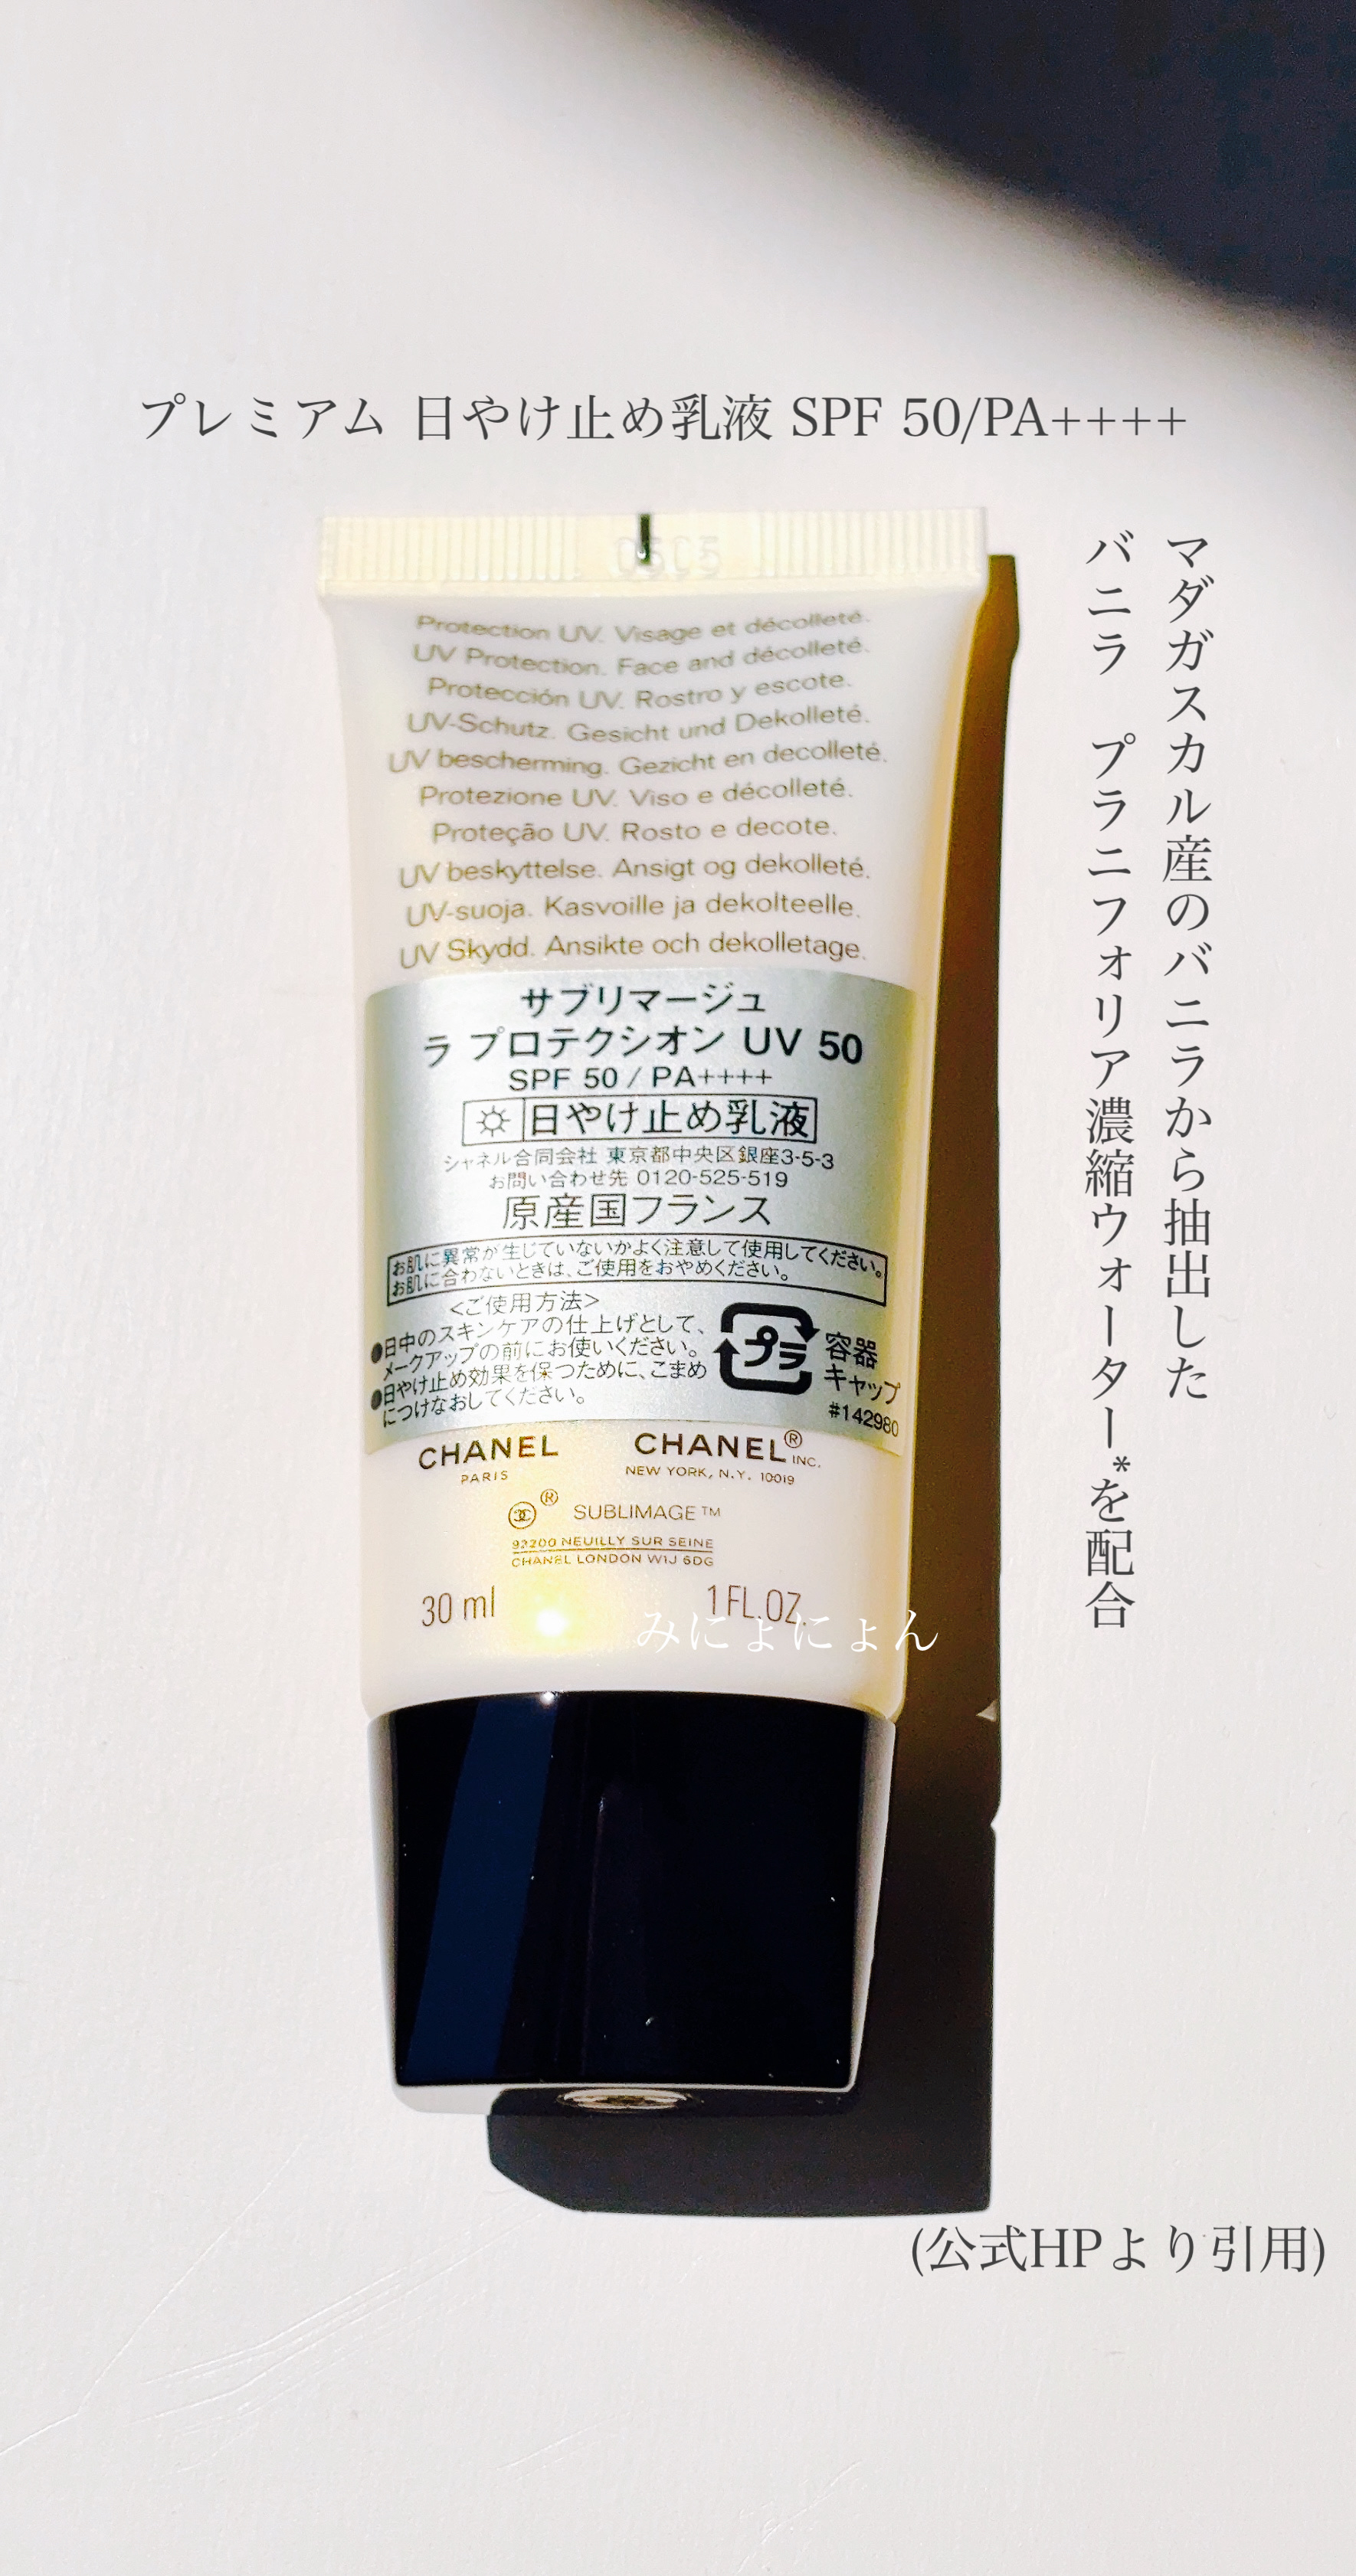 プレミアム 日やけ止め乳液 SPF 50/PA++++
マダガスカル産のバニラから抽出した
バニラ プラニフォリア濃縮ウォーター*を配合
0505
Protection UV. Visage et décolleté.
UV Protection. Face and décolleté.
Protección UV. Rostro y escote.
UV-Schutz. Gesicht und Dekolleté.
UV bescherming. Gezicht en decolleté.
Protezione UV. Viso e décolleté.
Proteção UV. Rosto e decote.
UV beskyttelse. Ansigt og dekolleté.
UV-suoja. Kasvoille ja dekolteelle.
UV Skydd. Ansikte och dekolletage.
サブリマージュ
ラ プロテクシオン UV 50
SPF 50 / PA++++
日やけ止め乳液
シャネル合同会社 東京都中央区銀座3-5-3
お問い合わせ先 0120-525-519
原産国フランス
お肌に異常が生じていないかよく注意して使用してください。
お肌に合わないときは、ご使用をおやめください。
<ご使用方法>
●日中のスキンケアの仕上げとして、
メークアップの前にお使いください。
●日やけ止め効果を保つために、こまめ
につけなおしてください。
プラ
容器
キャップ
#142980
CHANEL
PARIS
CHANEL® INC.
NEW YORK, N.Y. 10019
® SUBLIMAGE™
92200 NEUILLY SUR SEINE
CHANEL LONDON W1J 6DG
30 ml 1 FL.OZ.
みにょにょん
(公式HPより引用)